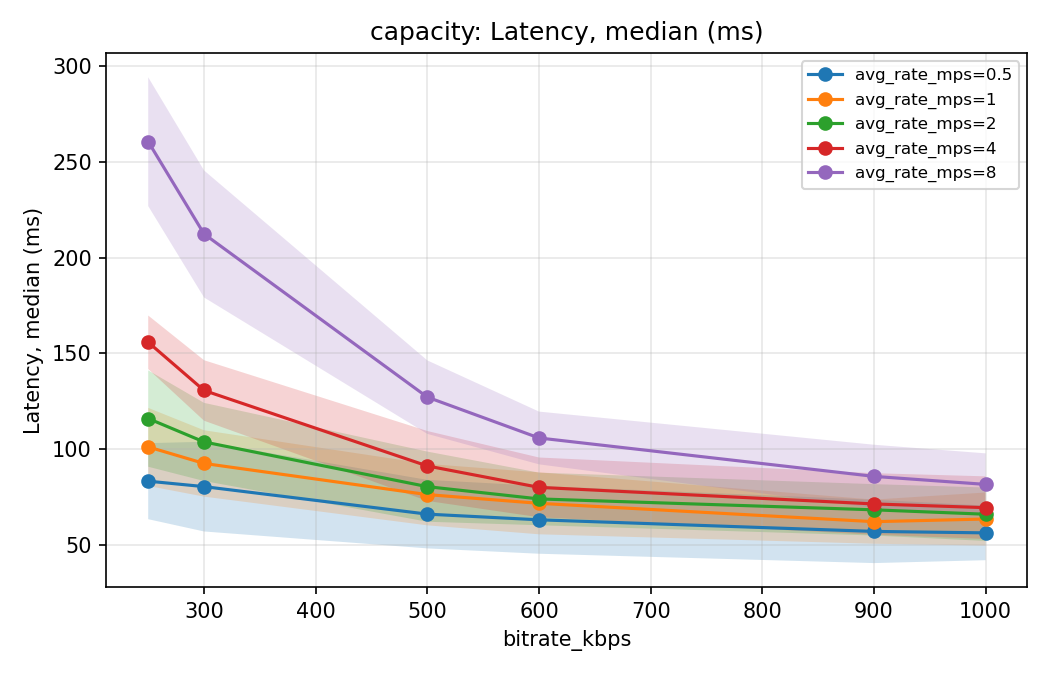 capacity: Latency, median (ms)
300
250
200
150
100
50
Latency, median (ms)
avg_rate_mps=0.5
avg_rate_mps=1
avg_rate_mps=2
avg_rate_mps=4
avg_rate_mps=8
300 400 500 600 700 800 900 1000
bitrate_kbps